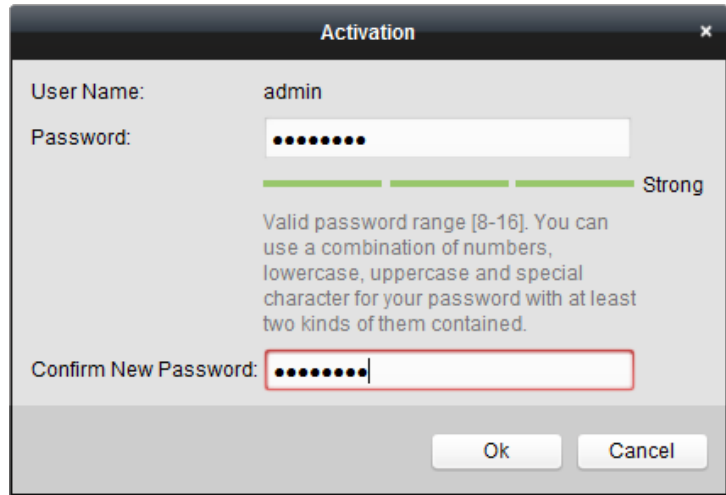 Activation ×
User Name: admin
Password: ●●●●●●●●
Strong
Valid password range [8-16]. You can
use a combination of numbers,
lowercase, uppercase and special
character for your password with at least
two kinds of them contained.
Confirm New Password: ●●●●●●●●
Ok Cancel